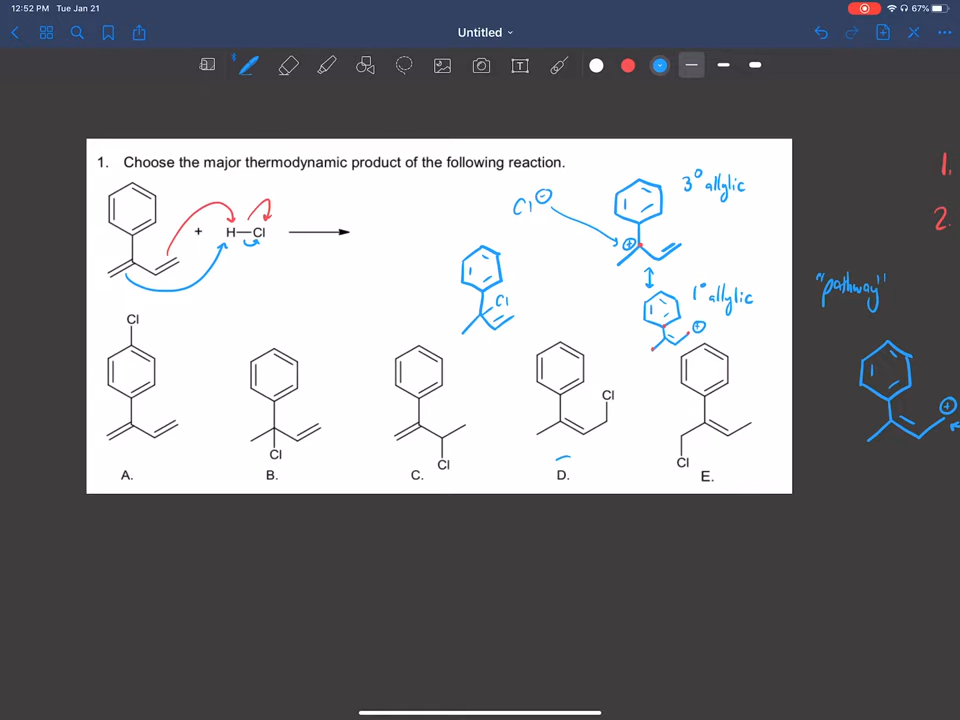 12:52 PM Tue Jan 21
67%
Untitled
T
1. Choose the major thermodynamic product of the following reaction.
3° allylic
Cl ⊖
1.
+ H—Cl
⊕
2.
Cl
1° allylic
"pathway"
⊕
Cl
Cl
⊕
Cl
Cl
Cl
A. B. C. D. E.